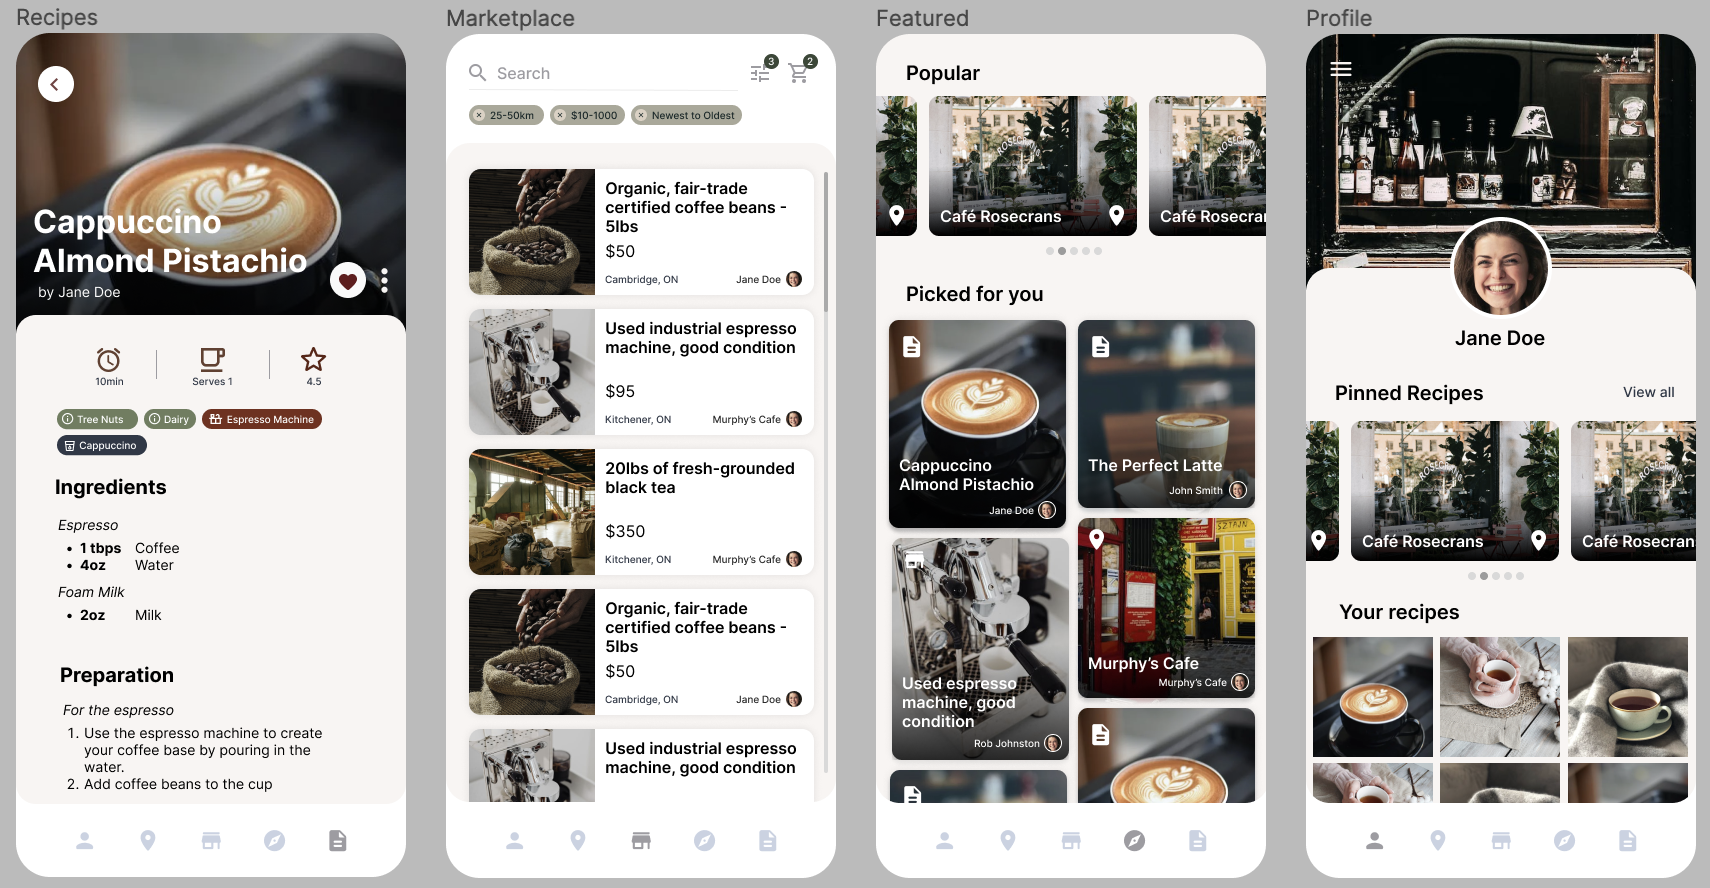 Recipes
Cappuccino
Almond Pistachio
by Jane Doe
10min
Serves 1
4.5
Tree Nuts
Dairy
Espresso Machine
Cappuccino
Ingredients
Espresso
• 1 tbps Coffee
• 4oz Water
Foam Milk
• 2oz Milk
Preparation
For the espresso
1. Use the espresso machine to create
your coffee base by pouring in the
water.
2. Add coffee beans to the cup
Marketplace
Search
3
2
25-50km
$10-1000
Newest to Oldest
Organic, fair-trade
certified coffee beans -
5lbs
$50
Cambridge, ON
Jane Doe
Used industrial espresso
machine, good condition
$95
Kitchener, ON
Murphy's Cafe
20lbs of fresh-grounded
black tea
$350
Kitchener, ON
Murphy's Cafe
Organic, fair-trade
certified coffee beans -
5lbs
$50
Cambridge, ON
Jane Doe
Used industrial espresso
machine, good condition
Featured
Popular
ROSECRANS
Café Rosecrans
Café Rosecran
Picked for you
Cappuccino
Almond Pistachio
Jane Doe
The Perfect Latte
John Smith
Used espresso
machine, good
condition
Rob Johnston
SZTAJN
Murphy's Cafe
Murphy's Cafe
Profile
Jane Doe
Pinned Recipes
View all
ROSECRANS
Café Rosecrans
Café Rosecran
Your recipes